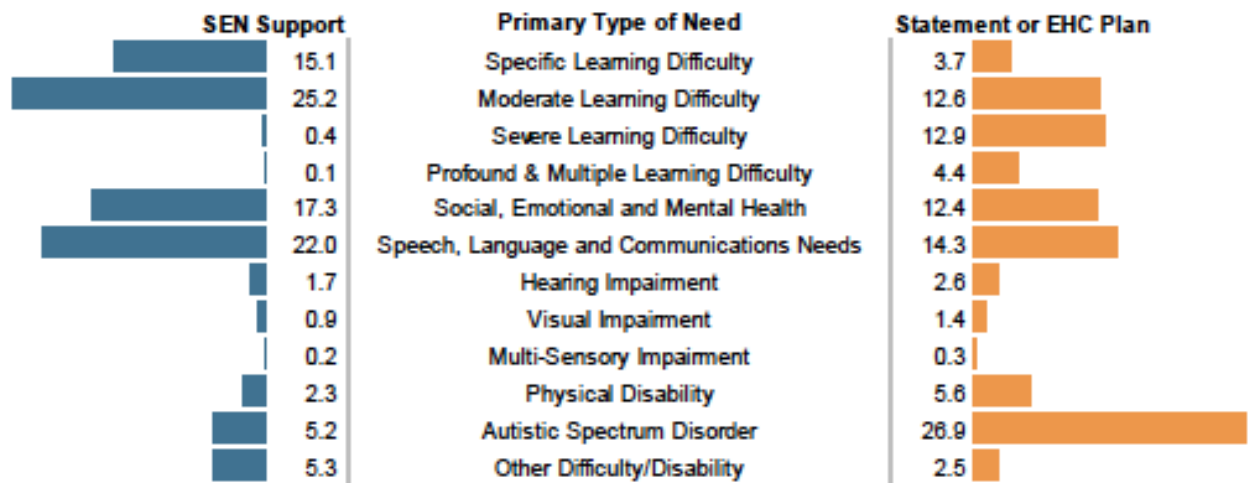 SEN Support Primary Type of Need Statement or EHC Plan
15.1 Specific Learning Difficulty 3.7
25.2 Moderate Learning Difficulty 12.6
0.4 Severe Learning Difficulty 12.9
0.1 Profound & Multiple Learning Difficulty 4.4
17.3 Social, Emotional and Mental Health 12.4
22.0 Speech, Language and Communications Needs 14.3
1.7 Hearing Impairment 2.6
0.9 Visual Impairment 1.4
0.2 Multi-Sensory Impairment 0.3
2.3 Physical Disability 5.6
5.2 Autistic Spectrum Disorder 26.9
5.3 Other Difficulty/Disability 2.5